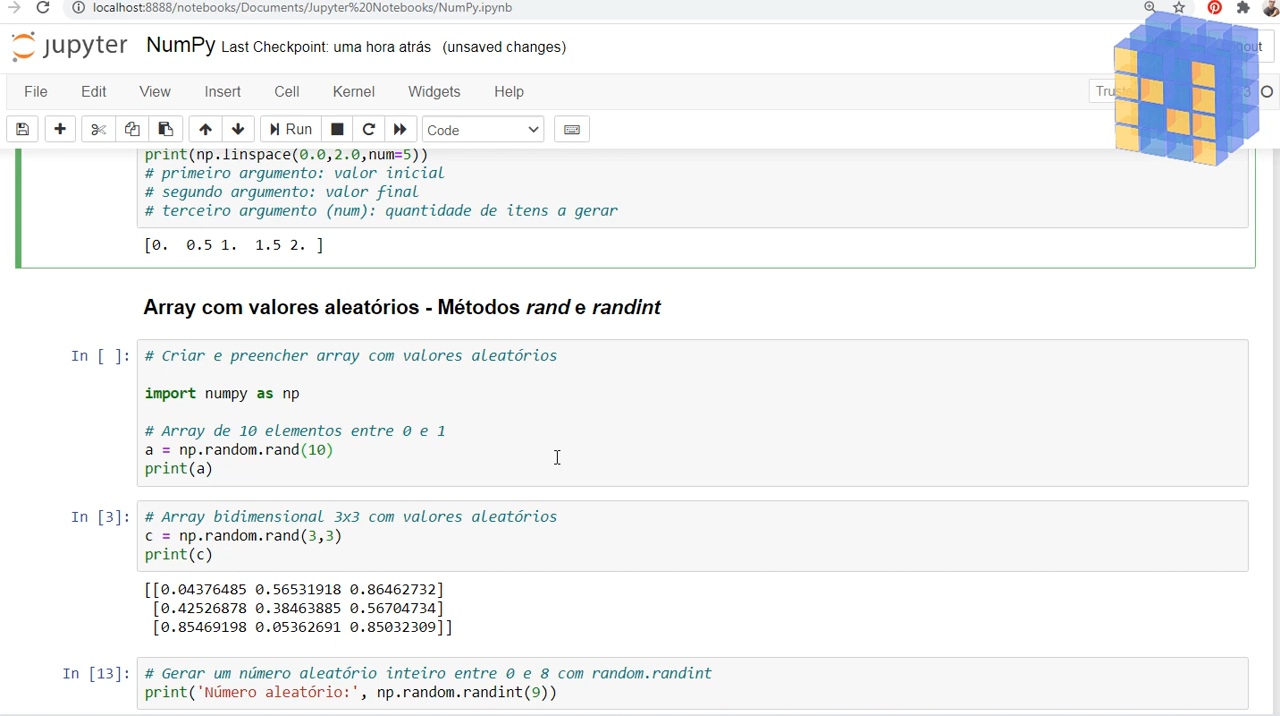 localhost:8888/notebooks/Documents/Jupyter%20Notebooks/NumPy.ipynb
jupyter NumPy Last Checkpoint: uma hora atrás (unsaved changes)
File Edit View Insert Cell Kernel Widgets Help
Run Code
print(np.linspace(0.0,2.0,num=5))
# primeiro argumento: valor inicial
# segundo argumento: valor final
# terceiro argumento (num): quantidade de itens a gerar
[0.  0.5 1.  1.5 2. ]
Array com valores aleatórios - Métodos rand e randint
In [ ]: # Criar e preencher array com valores aleatórios
import numpy as np
# Array de 10 elementos entre 0 e 1
a = np.random.rand(10)
print(a)
In [3]: # Array bidimensional 3x3 com valores aleatórios
c = np.random.rand(3,3)
print(c)
[[0.04376485 0.56531918 0.86462732]
[0.42526878 0.38463885 0.56704734]
[0.85469198 0.05362691 0.85032309]]
In [13]: # Gerar um número aleatório inteiro entre 0 e 8 com random.randint
print('Número aleatório:', np.random.randint(9))